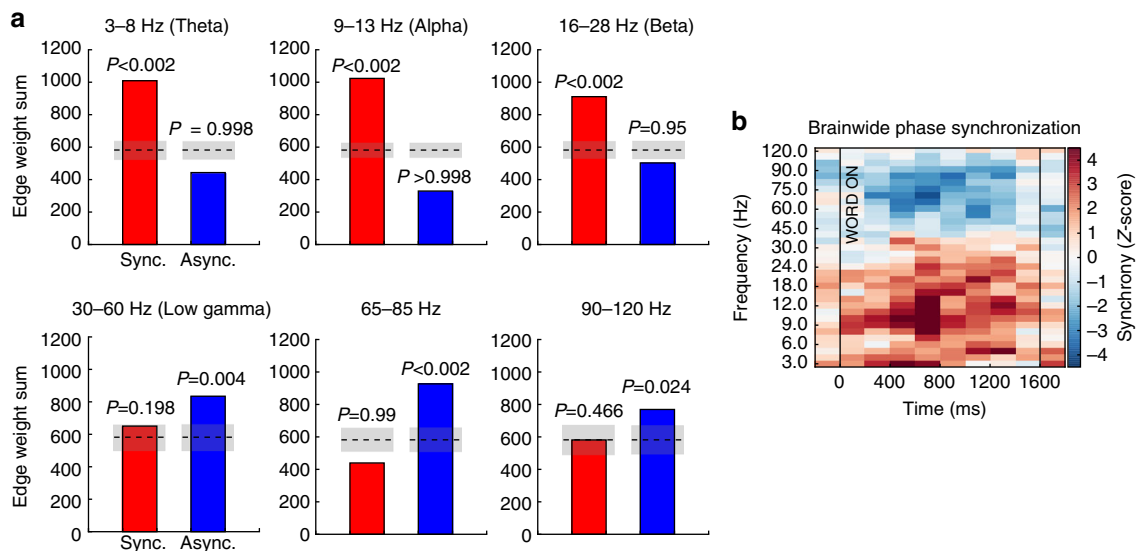 a
3–8 Hz (Theta)
9–13 Hz (Alpha)
16–28 Hz (Beta)
1200
1000
800
600
400
200
0
Edge weight sum
P<0.002
P = 0.998
Sync.
Async.
1200
1000
800
600
400
200
0
P<0.002
P >0.998
1200
1000
800
600
400
200
0
P<0.002
P=0.95
30–60 Hz (Low gamma)
65–85 Hz
90–120 Hz
1200
1000
800
600
400
200
0
Edge weight sum
P=0.198
P=0.004
Sync.
Async.
1200
1000
800
600
400
200
0
P=0.99
P<0.002
1200
1000
800
600
400
200
0
P=0.466
P=0.024
b
Brainwide phase synchronization
120.0
90.0
75.0
60.0
45.0
30.0
24.0
18.0
12.0
9.0
6.0
3.0
Frequency (Hz)
WORD ON
0
400
800
1200
1600
Time (ms)
4
3
2
1
0
–1
–2
–3
–4
Synchrony (Z-score)